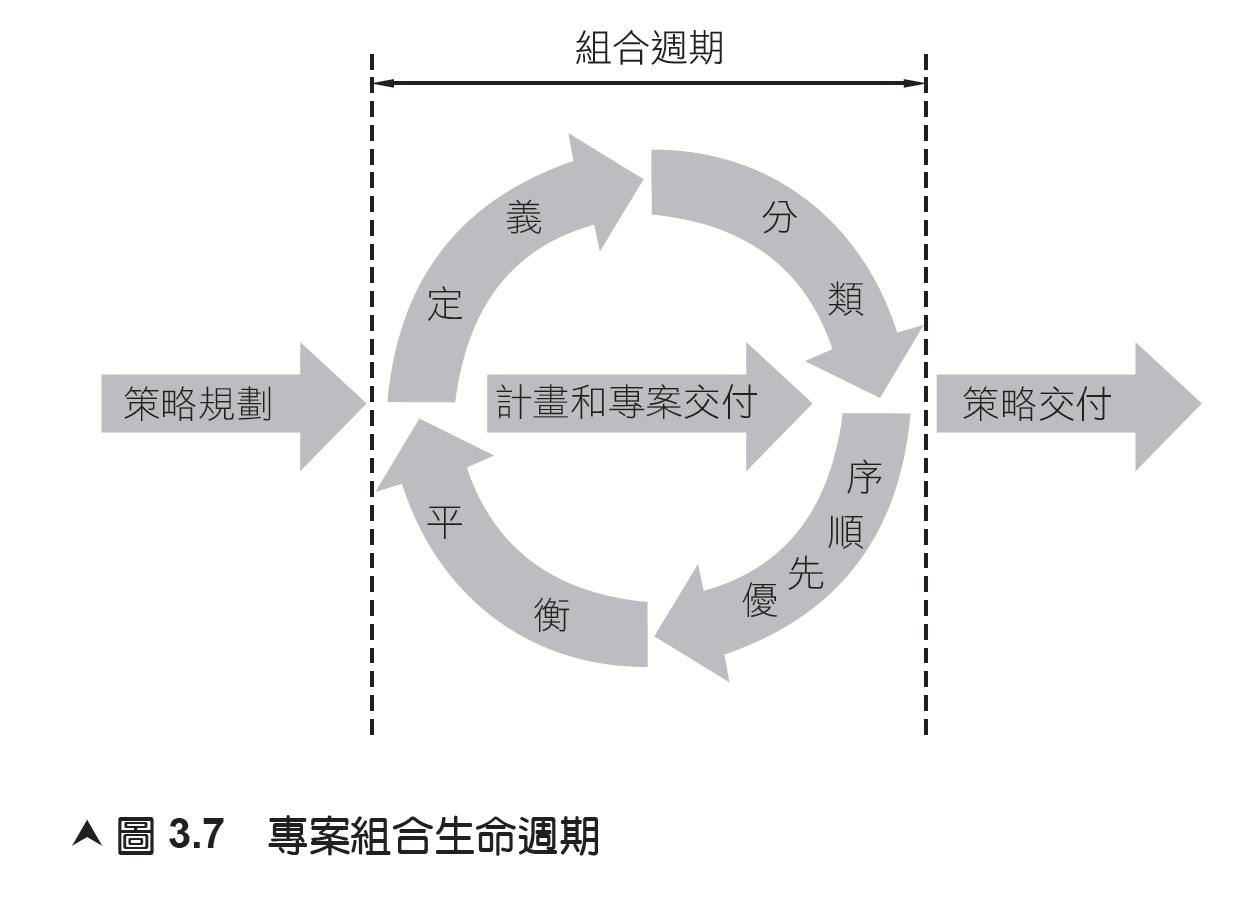 組合週期
定義
分類
策略規劃
計畫和專案交付
策略交付
優先順序
平衡
圖 3.7 專案組合生命週期